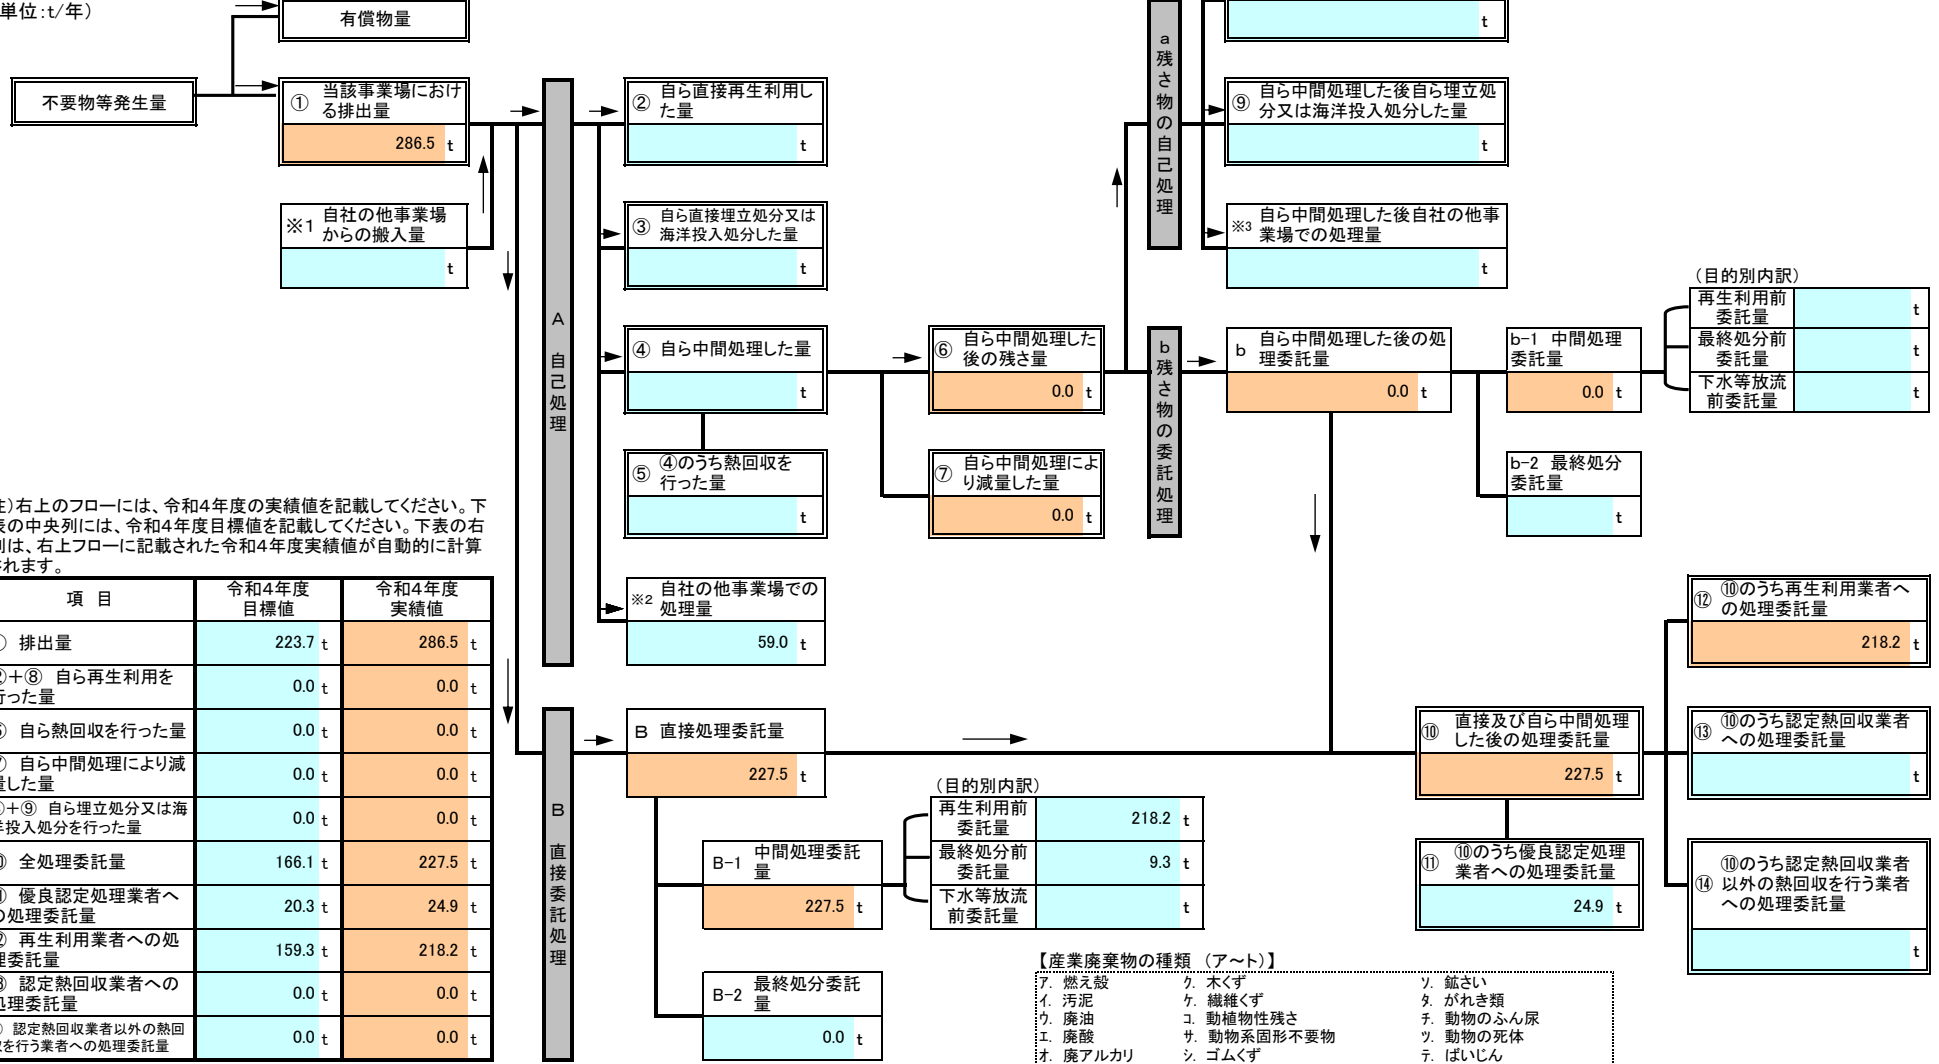 単位:t/年)
有償物量
不要物等発生量
① 当該事業場におけ
る排出量
286.5 t
※1 自社の他事業場
からの搬入量
t
A 自己処理
② 自ら直接再生利用し
た量
t
③ 自ら直接埋立処分又は
海洋投入処分した量
t
④ 自ら中間処理した量
t
⑤ ④のうち熱回収を
行った量
t
※2 自社の他事業場での
処理量
59.0 t
⑥ 自ら中間処理した
後の残さ量
0.0 t
⑦ 自ら中間処理によ
り減量した量
0.0 t
a 残さ物の自己処理
t
⑨ 自ら中間処理した後自ら埋立処
分又は海洋投入処分した量
t
※3 自ら中間処理した後自社の他事
業場での処理量
t
b 残さ物の委託処理
b 自ら中間処理した後の処
理委託量
0.0 t
b-1 中間処理
委託量
0.0 t
(目的別内訳)
再生利用前
委託量 t
最終処分前
委託量 t
下水等放流
前委託量 t
b-2 最終処分
委託量
t
)右上のフローには、令和4年度の実績値を記載してください。下
表の中央列には、令和4年度目標値を記載してください。下表の右
列は、右上フローに記載された令和4年度実績値が自動的に計算
されます。
項 目 令和4年度
目標値 令和4年度
実績値
排出量 223.7 t 286.5 t
+⑧ 自ら再生利用を
行った量 0.0 t 0.0 t
自ら熱回収を行った量 0.0 t 0.0 t
自ら中間処理により減
量した量 0.0 t 0.0 t
+⑨ 自ら埋立処分又は海
洋投入処分を行った量 0.0 t 0.0 t
全処理委託量 166.1 t 227.5 t
優良認定処理業者へ
の処理委託量 20.3 t 24.9 t
再生利用業者への処
理委託量 159.3 t 218.2 t
認定熱回収業者への
処理委託量 0.0 t 0.0 t
認定熱回収業者以外の熱回
収を行う業者への処理委託量 0.0 t 0.0 t
B 直接委託処理
B 直接処理委託量
227.5 t
B-1 中間処理委託
量
227.5 t
(目的別内訳)
再生利用前
委託量 218.2 t
最終処分前
委託量 9.3 t
下水等放流
前委託量 t
B-2 最終処分委託
量
0.0 t
⑩ 直接及び自ら中間処理
した後の処理委託量
227.5 t
⑪ ⑩のうち優良認定処理
業者への処理委託量
24.9 t
⑫ ⑩のうち再生利用業者へ
の処理委託量
218.2 t
⑬ ⑩のうち認定熱回収業者
への処理委託量
t
⑭ ⑩のうち認定熱回収業者
以外の熱回収を行う業者
への処理委託量
t
【産業廃棄物の種類 (ア~ト)】
ア. 燃え殻 ク. 木くず ソ. 鉱さい
イ. 汚泥 ケ. 繊維くず タ. がれき類
ウ. 廃油 コ. 動植物性残さ チ. 動物のふん尿
エ. 廃酸 サ. 動物系固形不要物 ツ. 動物の死体
オ. 廃アルカリ シ. ゴムくず テ. ばいじん